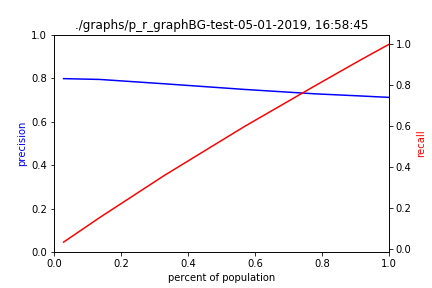 ./graphs/p_r_graphBG-test-05-01-2019, 16:58:45
1.0
0.8
0.6
0.4
0.2
0.0
precision
1.0
0.8
0.6
0.4
0.2
0.0
recall
0.0 0.2 0.4 0.6 0.8 1.0
percent of population